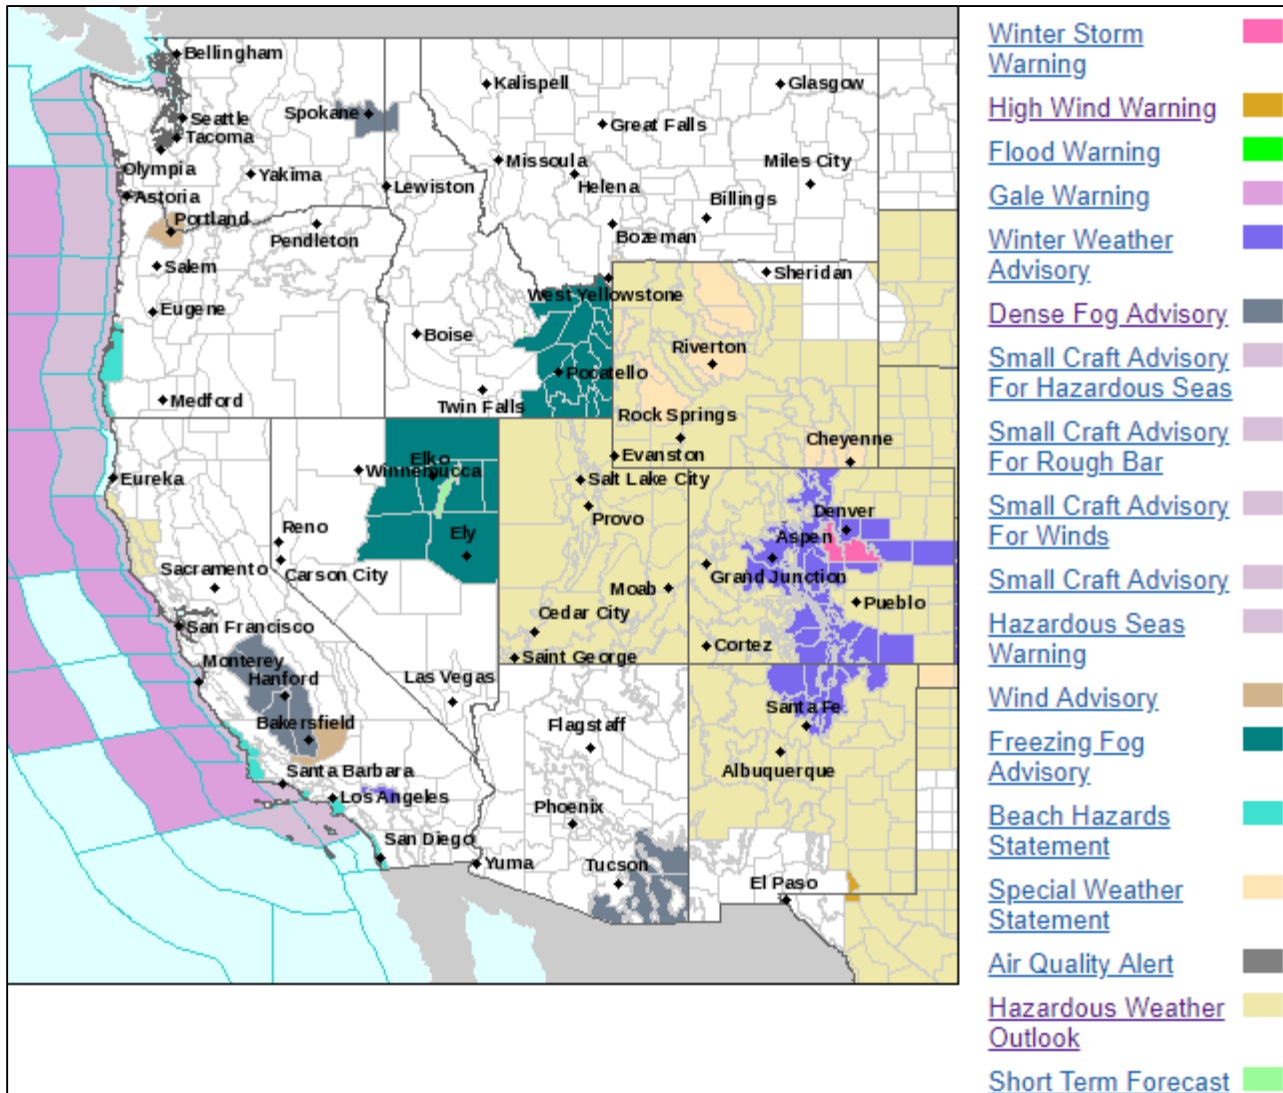 Bellingham
Kalispell
Glasgow
Spokane
Seattle
Tacoma
Great Falls
Olympia
Missoula
Miles City
Yakima
Lewiston
Helena
Astoria
Billings
Portland
Pendleton
Bozeman
Salem
Sheridan
West Yellowstone
Eugene
Boise
Riverton
Pocatello
Medford
Twin Falls
Rock Springs
Cheyenne
Elko
Evanston
Winnemucca
Eureka
Salt Lake City
Provo
Denver
Reno
Ely
Aspen
Sacramento
Carson City
Grand Junction
Moab
Pueblo
Cedar City
San Francisco
Cortez
Saint George
Monterey
Hanford
Las Vegas
Santa Fe
Bakersfield
Flagstaff
Albuquerque
Santa Barbara
Los Angeles
Phoenix
San Diego
Yuma
Tucson
El Paso
Winter Storm
Warning
High Wind Warning
Flood Warning
Gale Warning
Winter Weather
Advisory
Dense Fog Advisory
Small Craft Advisory
For Hazardous Seas
Small Craft Advisory
For Rough Bar
Small Craft Advisory
For Winds
Small Craft Advisory
Hazardous Seas
Warning
Wind Advisory
Freezing Fog
Advisory
Beach Hazards
Statement
Special Weather
Statement
Air Quality Alert
Hazardous Weather
Outlook
Short Term Forecast